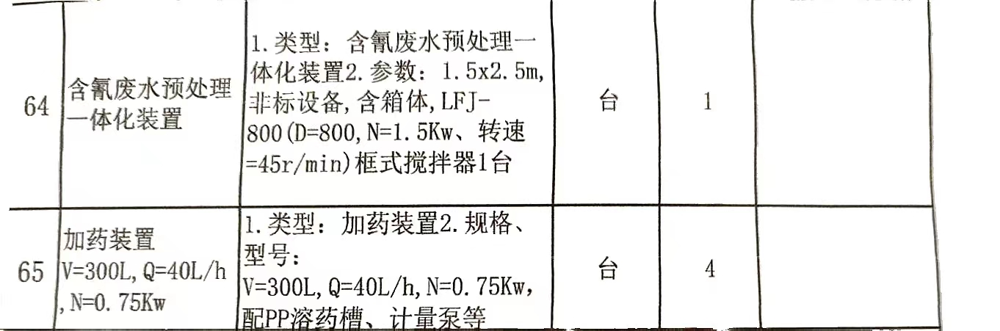 64
含氰废水预处理
一体化装置
1.类型：含氰废水预处理一
体化装置2.参数：1.5x2.5m,
非标设备,含箱体,LFJ-
800(D=800,N=1.5Kw、转速
=45r/min)框式搅拌器1台
台
1
65
加药装置
V=300L,Q=40L/h
,N=0.75Kw
1.类型：加药装置2.规格、
型号：
V=300L,Q=40L/h,N=0.75Kw,
配PP溶药槽、计量泵等
台
4